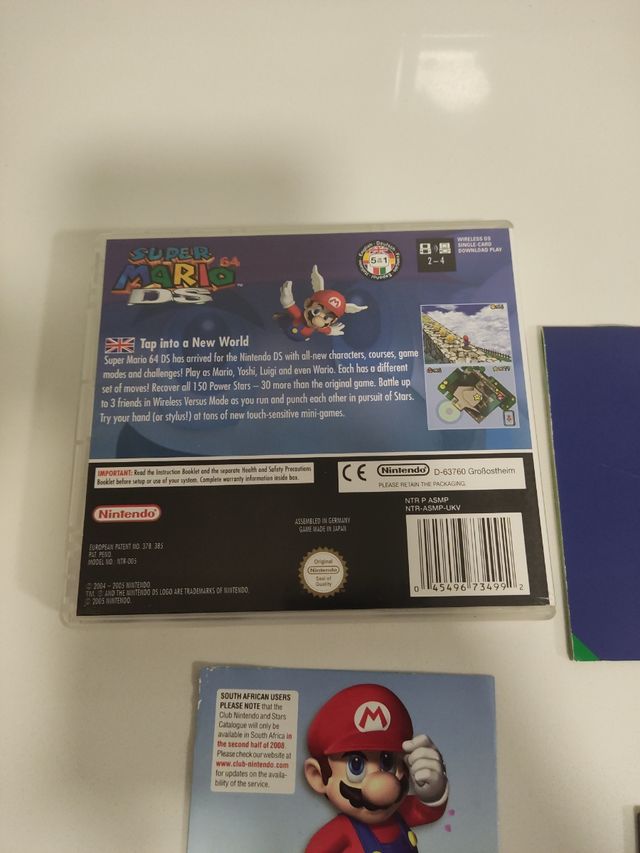 SUPER
MARIO 64
DS
TM
English · Deutsch
Español
5 in 1
2-4
WIRELESS DS
SINGLE-CARD
DOWNLOAD PLAY
Tap into a New World
Super Mario 64 DS has arrived for the Nintendo DS with all-new characters, courses, game
modes and challenges! Play as Mario, Yoshi, Luigi and even Wario. Each has a different
set of moves! Recover all 150 Power Stars – 30 more than the original game. Battle up
to 3 friends in Wireless Versus Mode as you run and punch each other in pursuit of Stars.
Try your hand (or stylus!) at tons of new touch-sensitive mini-games.
IMPORTANT: Read the Instruction Booklet and the separate Health and Safety Precautions
Booklet before setup or use of your system. Complete warranty information inside box.
CE Nintendo® D-63760 Großostheim
PLEASE RETAIN THE PACKAGING.
NTR P ASMP
NTR-ASMP-UKV
Nintendo®
ASSEMBLED IN GERMANY
GAME MADE IN JAPAN
EUROPEAN PATENT NO. 378 385
PAT. PEND.
MODEL NO. NTR-005
Original
Nintendo
Seal of
Quality
© 2004 – 2005 NINTENDO
TM, ® AND THE NINTENDO DS LOGO ARE TRADEMARKS OF NINTENDO.
© 2005 NINTENDO.
0 45496 73499 2
SOUTH AFRICAN USERS
PLEASE NOTE that the
Club Nintendo and Stars
Catalogue will only be
available in South Africa in
the second half of 2008.
Please check our website at
www.club-nintendo.com
for updates on the availa-
bility of the service.
M